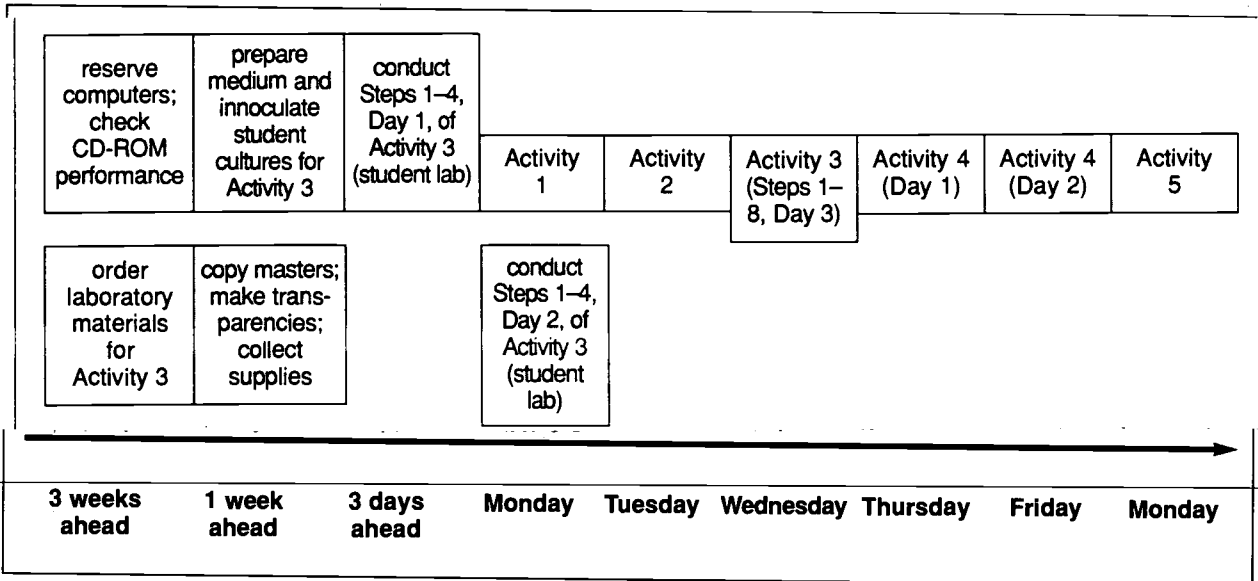 reserve
computers;
check
CD-ROM
performance
prepare
medium and
innoculate
student
cultures for
Activity 3
conduct
Steps 1–4,
Day 1, of
Activity 3
(student lab)
Activity
1
Activity
2
Activity 3
(Steps 1–
8, Day 3)
Activity 4
(Day 1)
Activity 4
(Day 2)
Activity
5
order
laboratory
materials
for
Activity 3
copy masters;
make trans-
parencies;
collect
supplies
conduct
Steps 1–4,
Day 2, of
Activity 3
(student
lab)
3 weeks
ahead
1 week
ahead
3 days
ahead
Monday
Tuesday
Wednesday
Thursday
Friday
Monday